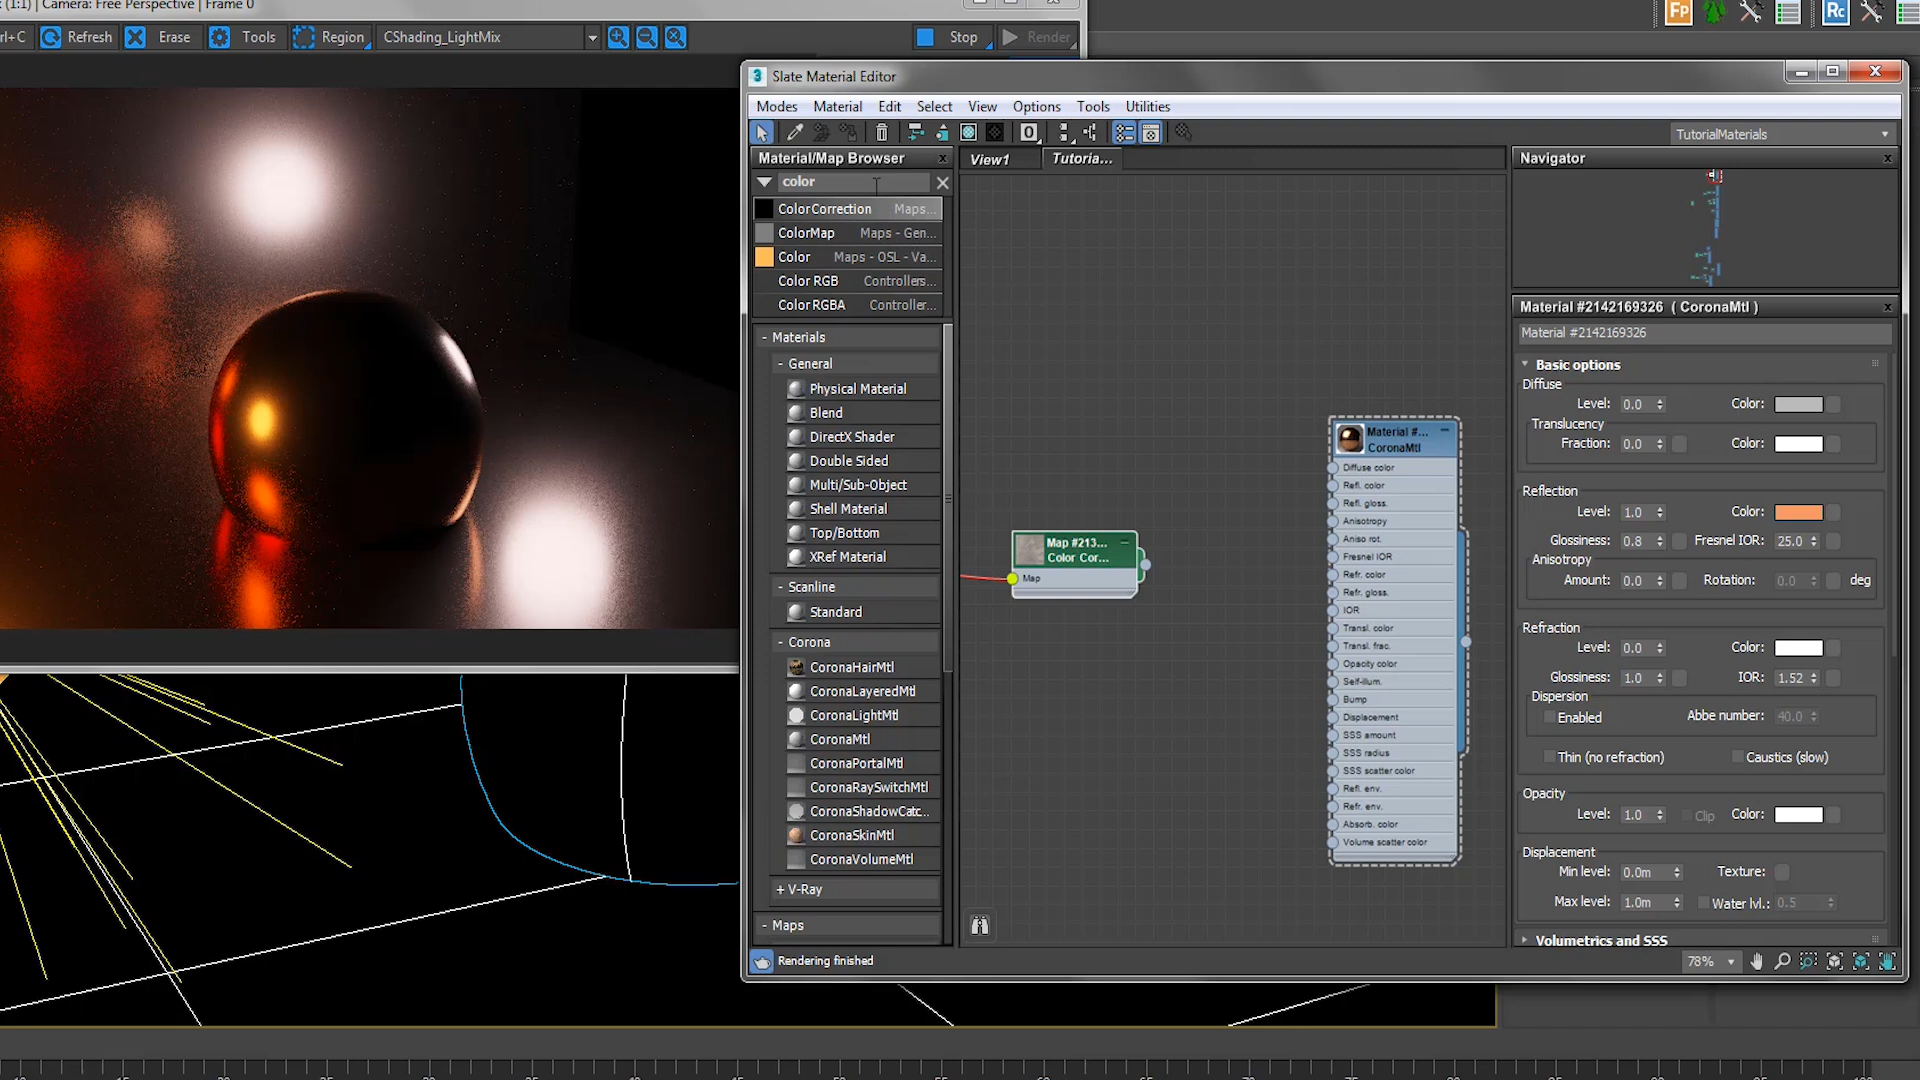 (1:1) | Camera: Free Perspective | Frame 0
rl+C Refresh Erase Tools Region CShading_LightMix Stop Render
Fp Rc
3 Slate Material Editor
Modes Material Edit Select View Options Tools Utilities
TutorialMaterials
Material/Map Browser
View1 Tutoria...
Navigator
color
ColorCorrection Maps...
ColorMap Maps - Gen...
Color Maps - OSL - Va...
Color RGB Controllers...
Color RGBA Controller...
- Materials
- General
Physical Material
Blend
DirectX Shader
Double Sided
Multi/Sub-Object
Shell Material
Top/Bottom
XRef Material
- Scanline
Standard
- Corona
CoronaHairMtl
CoronaLayeredMtl
CoronaLightMtl
CoronaMtl
CoronaPortalMtl
CoronaRaySwitchMtl
CoronaShadowCatc...
CoronaSkinMtl
CoronaVolumeMtl
+ V-Ray
- Maps
Rendering finished
Map #213...
Color Cor...
Map
Material #...
CoronaMtl
Diffuse color
Refl. color
Refl. gloss.
Anisotropy
Aniso rot.
Fresnel IOR
Refr. color
Refr. gloss.
IOR
Transl. color
Transl. frac.
Opacity color
Self-illum.
Bump
Displacement
SSS amount
SSS radius
SSS scatter color
Refl. env.
Refr. env.
Absorb. color
Volume scatter color
Material #2142169326 ( CoronaMtl )
Material #2142169326
Basic options
Diffuse
Level: 0.0 Color:
Translucency
Fraction: 0.0 Color:
Reflection
Level: 1.0 Color:
Glossiness: 0.8 Fresnel IOR: 25.0
Anisotropy
Amount: 0.0 Rotation: 0.0 deg
Refraction
Level: 0.0 Color:
Glossiness: 1.0 IOR: 1.52
Dispersion
Enabled Abbe number: 40.0
Thin (no refraction) Caustics (slow)
Opacity
Level: 1.0 Clip Color:
Displacement
Min level: 0.0m Texture:
Max level: 1.0m Water lvl.: 0.5
Volumetrics and SSS
78%